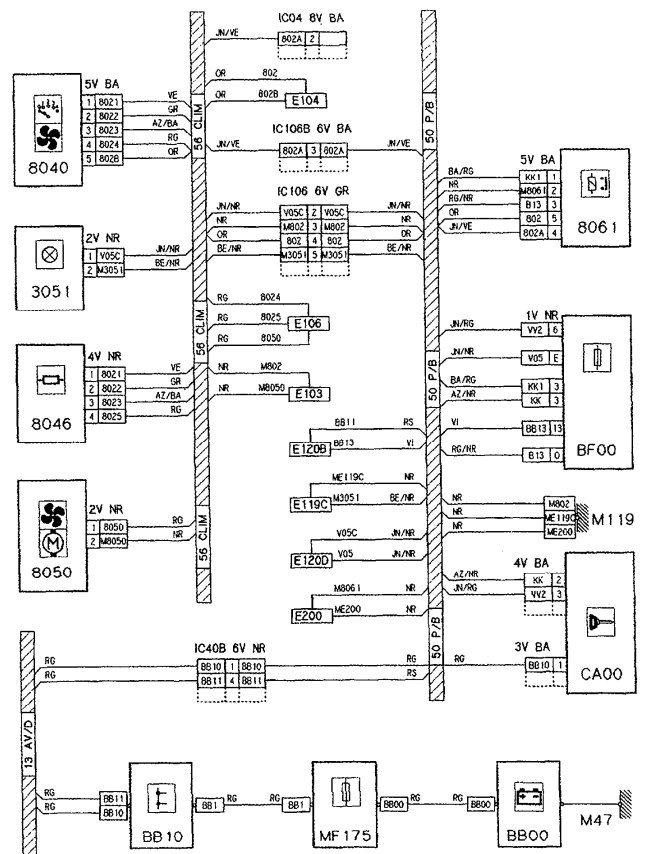 IC04 8V BA
JN/VE 802A 2
OR 802
OR 802B E104
5V BA
1 8021 VE
2 8022 GR
3 8023 AZ/BA
4 8024 RG
5 802B OR
8040
56 CLIM
50 P/B
IC106B 6V BA
JN/VE 802A 3 802A JN/VE
IC106 6V GR
JN/NR V05C 2 V05C JN/NR
NR M802 3 M802 NR
OR 802 4 802 OR
BE/NR M3051 5 M3051 BE/NR
5V BA
BA/RG KK1 1
NR M8061 2
RG/NR B13 3
OR 802 5
JN/VE 802A 4
8061
2V NR
1 V05C JN/NR
2 M3051 BE/NR
3051
RG 8024
RG 8025 E106
RG 8050
56 CLIM
4V NR
1 8021 VE
2 8022 GR
3 8023 AZ/BA
4 8025 RG
8046
NR M802
NR M8050 E103
50 P/B
1V NR
JN/RG VV2 6
JN/NR V05 E
BA/RG KK1 3
AZ/NR KK 3
VI BB13 13
RG/NR B13 0
BF00
BB11 RS
E120B BB13 VI
ME119C NR
E119C M3051 BE/NR
V05C JN/NR
E120D V05 JN/NR
M8061 NR
E200 ME200 NR
2V NR
1 8050 RG
2 M8050 NR
8050
56 CLIM
NR M802
NR ME119C M119
NR ME200
4V BA
AZ/NR KK 2
JN/RG VV2 3
50 P/B
3V BA
RG BB10 1
CA00
IC40B 6V NR
RG BB10 1 BB10 RG
RG BB11 4 BB11 RS
13 AV/D
RG BB11
RG BB10
BB10
BB1 RG RG BB1
MF175
BB00 RG RG BB00
BB00
M47